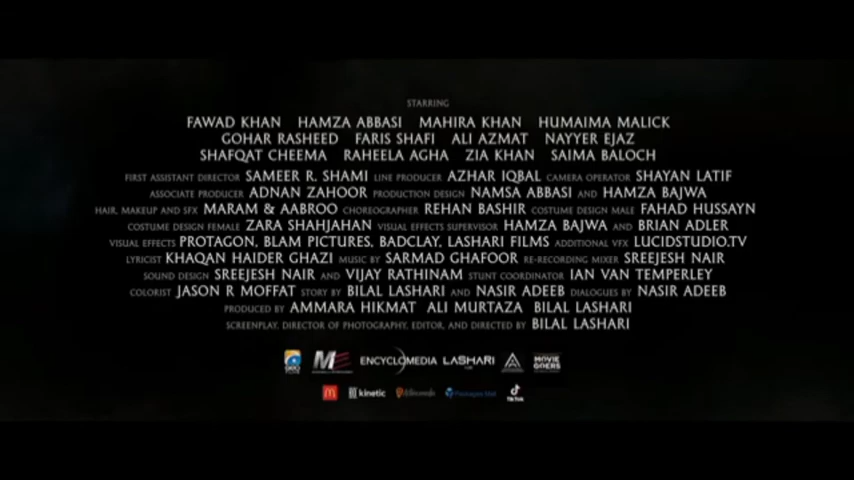 STARRING
FAWAD KHAN HAMZA ABBASI MAHIRA KHAN HUMAIMA MALICK
GOHAR RASHEED FARIS SHAFI ALI AZMAT NAYYER EJAZ
SHAFQAT CHEEMA RAHEELA AGHA ZIA KHAN SAIMA BALOCH
FIRST ASSISTANT DIRECTOR SAMEER R. SHAMI LINE PRODUCER AZHAR IQBAL CAMERA OPERATOR SHAYAN LATIF
ASSOCIATE PRODUCER ADNAN ZAHOOR PRODUCTION DESIGN NAMSA ABBASI AND HAMZA BAJWA
HAIR, MAKEUP AND SFX MARAM & AABROO CHOREOGRAPHER REHAN BASHIR COSTUME DESIGN MALE FAHAD HUSSAYN
COSTUME DESIGN FEMALE ZARA SHAHJAHAN VISUAL EFFECTS SUPERVISOR HAMZA BAJWA AND BRIAN ADLER
VISUAL EFFECTS PROTAGON, BLAM PICTURES, BADCLAY, LASHARI FILMS ADDITIONAL VFX LUCIDSTUDIO.TV
LYRICIST KHAQAN HAIDER GHAZI MUSIC BY SARMAD GHAFOOR RE-RECORDING MIXER SREEJESH NAIR
SOUND DESIGN SREEJESH NAIR AND VIJAY RATHINAM STUNT COORDINATOR IAN VAN TEMPERLEY
COLORIST JASON R MOFFAT STORY BY BILAL LASHARI AND NASIR ADEEB DIALOGUES BY NASIR ADEEB
PRODUCED BY AMMARA HIKMAT ALI MURTAZA BILAL LASHARI
SCREENPLAY, DIRECTOR OF PHOTOGRAPHY, EDITOR, AND DIRECTED BY BILAL LASHARI
GEO ME ENCYCLOMEDIA LASHARI MOVIE GOERS
kinetic Packages Mall TikTok